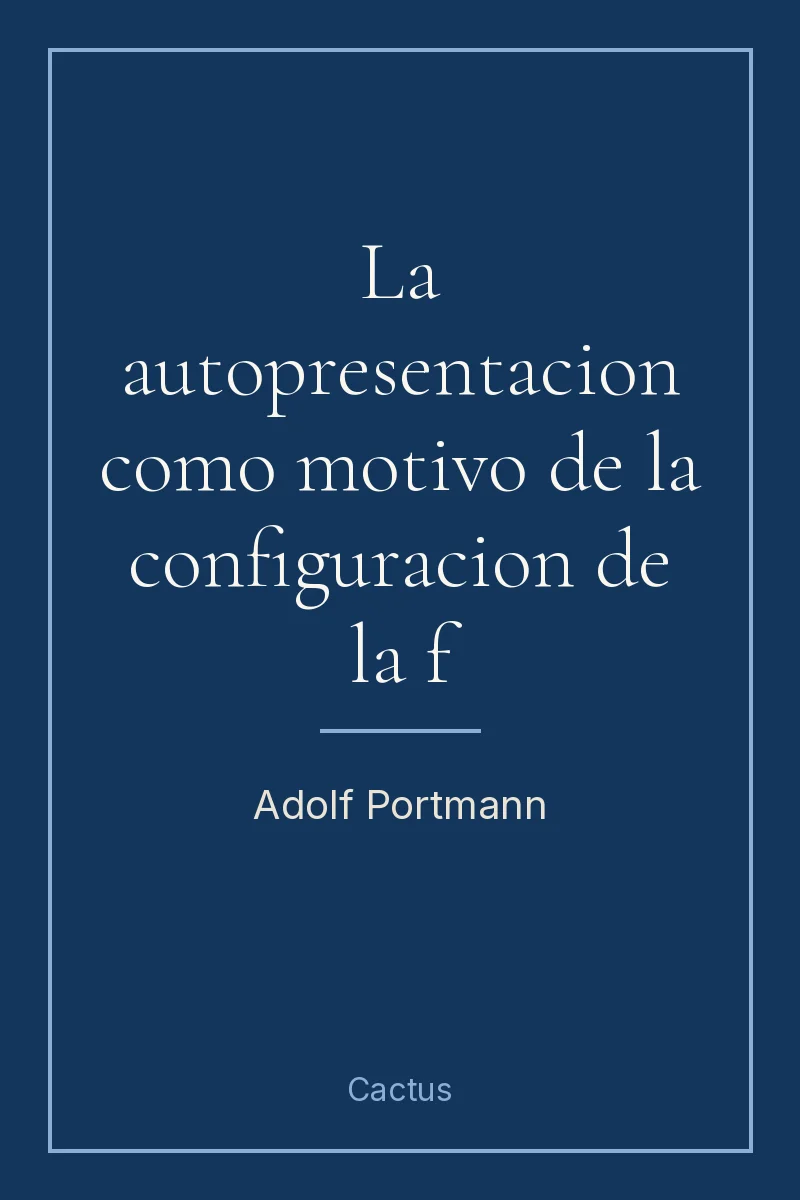 La
autopresentacion
como motivo de la
configuracion de
la f
Adolf Portmann
Cactus